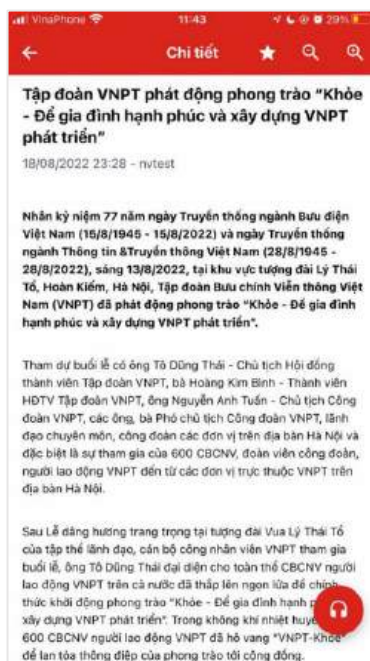 VinaPhone 11:43 29%
Chi tiết
Tập đoàn VNPT phát động phong trào “Khỏe
- Để gia đình hạnh phúc và xây dựng VNPT
phát triển”
18/08/2022 23:28 - nvtest
Nhân kỷ niệm 77 năm ngày Truyền thống ngành Bưu điện
Việt Nam (15/8/1945 - 15/8/2022) và ngày Truyền thống
ngành Thông tin &Truyền thông Việt Nam (28/8/1945 -
28/8/2022), sáng 13/8/2022, tại khu vực tượng đài Lý Thái
Tổ, Hoàn Kiếm, Hà Nội, Tập đoàn Bưu chính Viễn thông Việt
Nam (VNPT) đã phát động phong trào “Khỏe - Để gia đình
hạnh phúc và xây dựng VNPT phát triển”.
Tham dự buổi lễ có ông Tô Dũng Thái - Chủ tịch Hội đồng
thành viên Tập đoàn VNPT, bà Hoàng Kim Bình - Thành viên
HĐTV Tập đoàn VNPT, ông Nguyễn Anh Tuấn - Chủ tịch Công
đoàn VNPT, các ông, bà Phó chủ tịch Công đoàn VNPT, lãnh
đạo chuyên môn, công đoàn các đơn vị trên địa bàn Hà Nội và
đặc biệt là sự tham gia của 600 CBCNV, đoàn viên công đoàn,
người lao động VNPT đến từ các đơn vị trực thuộc VNPT trên
địa bàn Hà Nội.
Sau Lễ dâng hương trang trọng tại tượng đài Vua Lý Thái Tổ
của tập thể lãnh đạo, cán bộ công nhân viên VNPT tham gia
buổi lễ, ông Tô Dũng Thái đại diện cho toàn thể CBCNV người
lao động VNPT trên cả nước đã thắp lên ngọn lửa để chính
thức khởi động phong trào “Khỏe - Để gia đình hạnh
xây dựng VNPT phát triển”. Trong không khí nhiệt huyế
600 CBCNV người lao động VNPT đã hô vang “VNPT-Khỏe”
để lan tỏa thông điệp của phong trào tới cộng đồng.